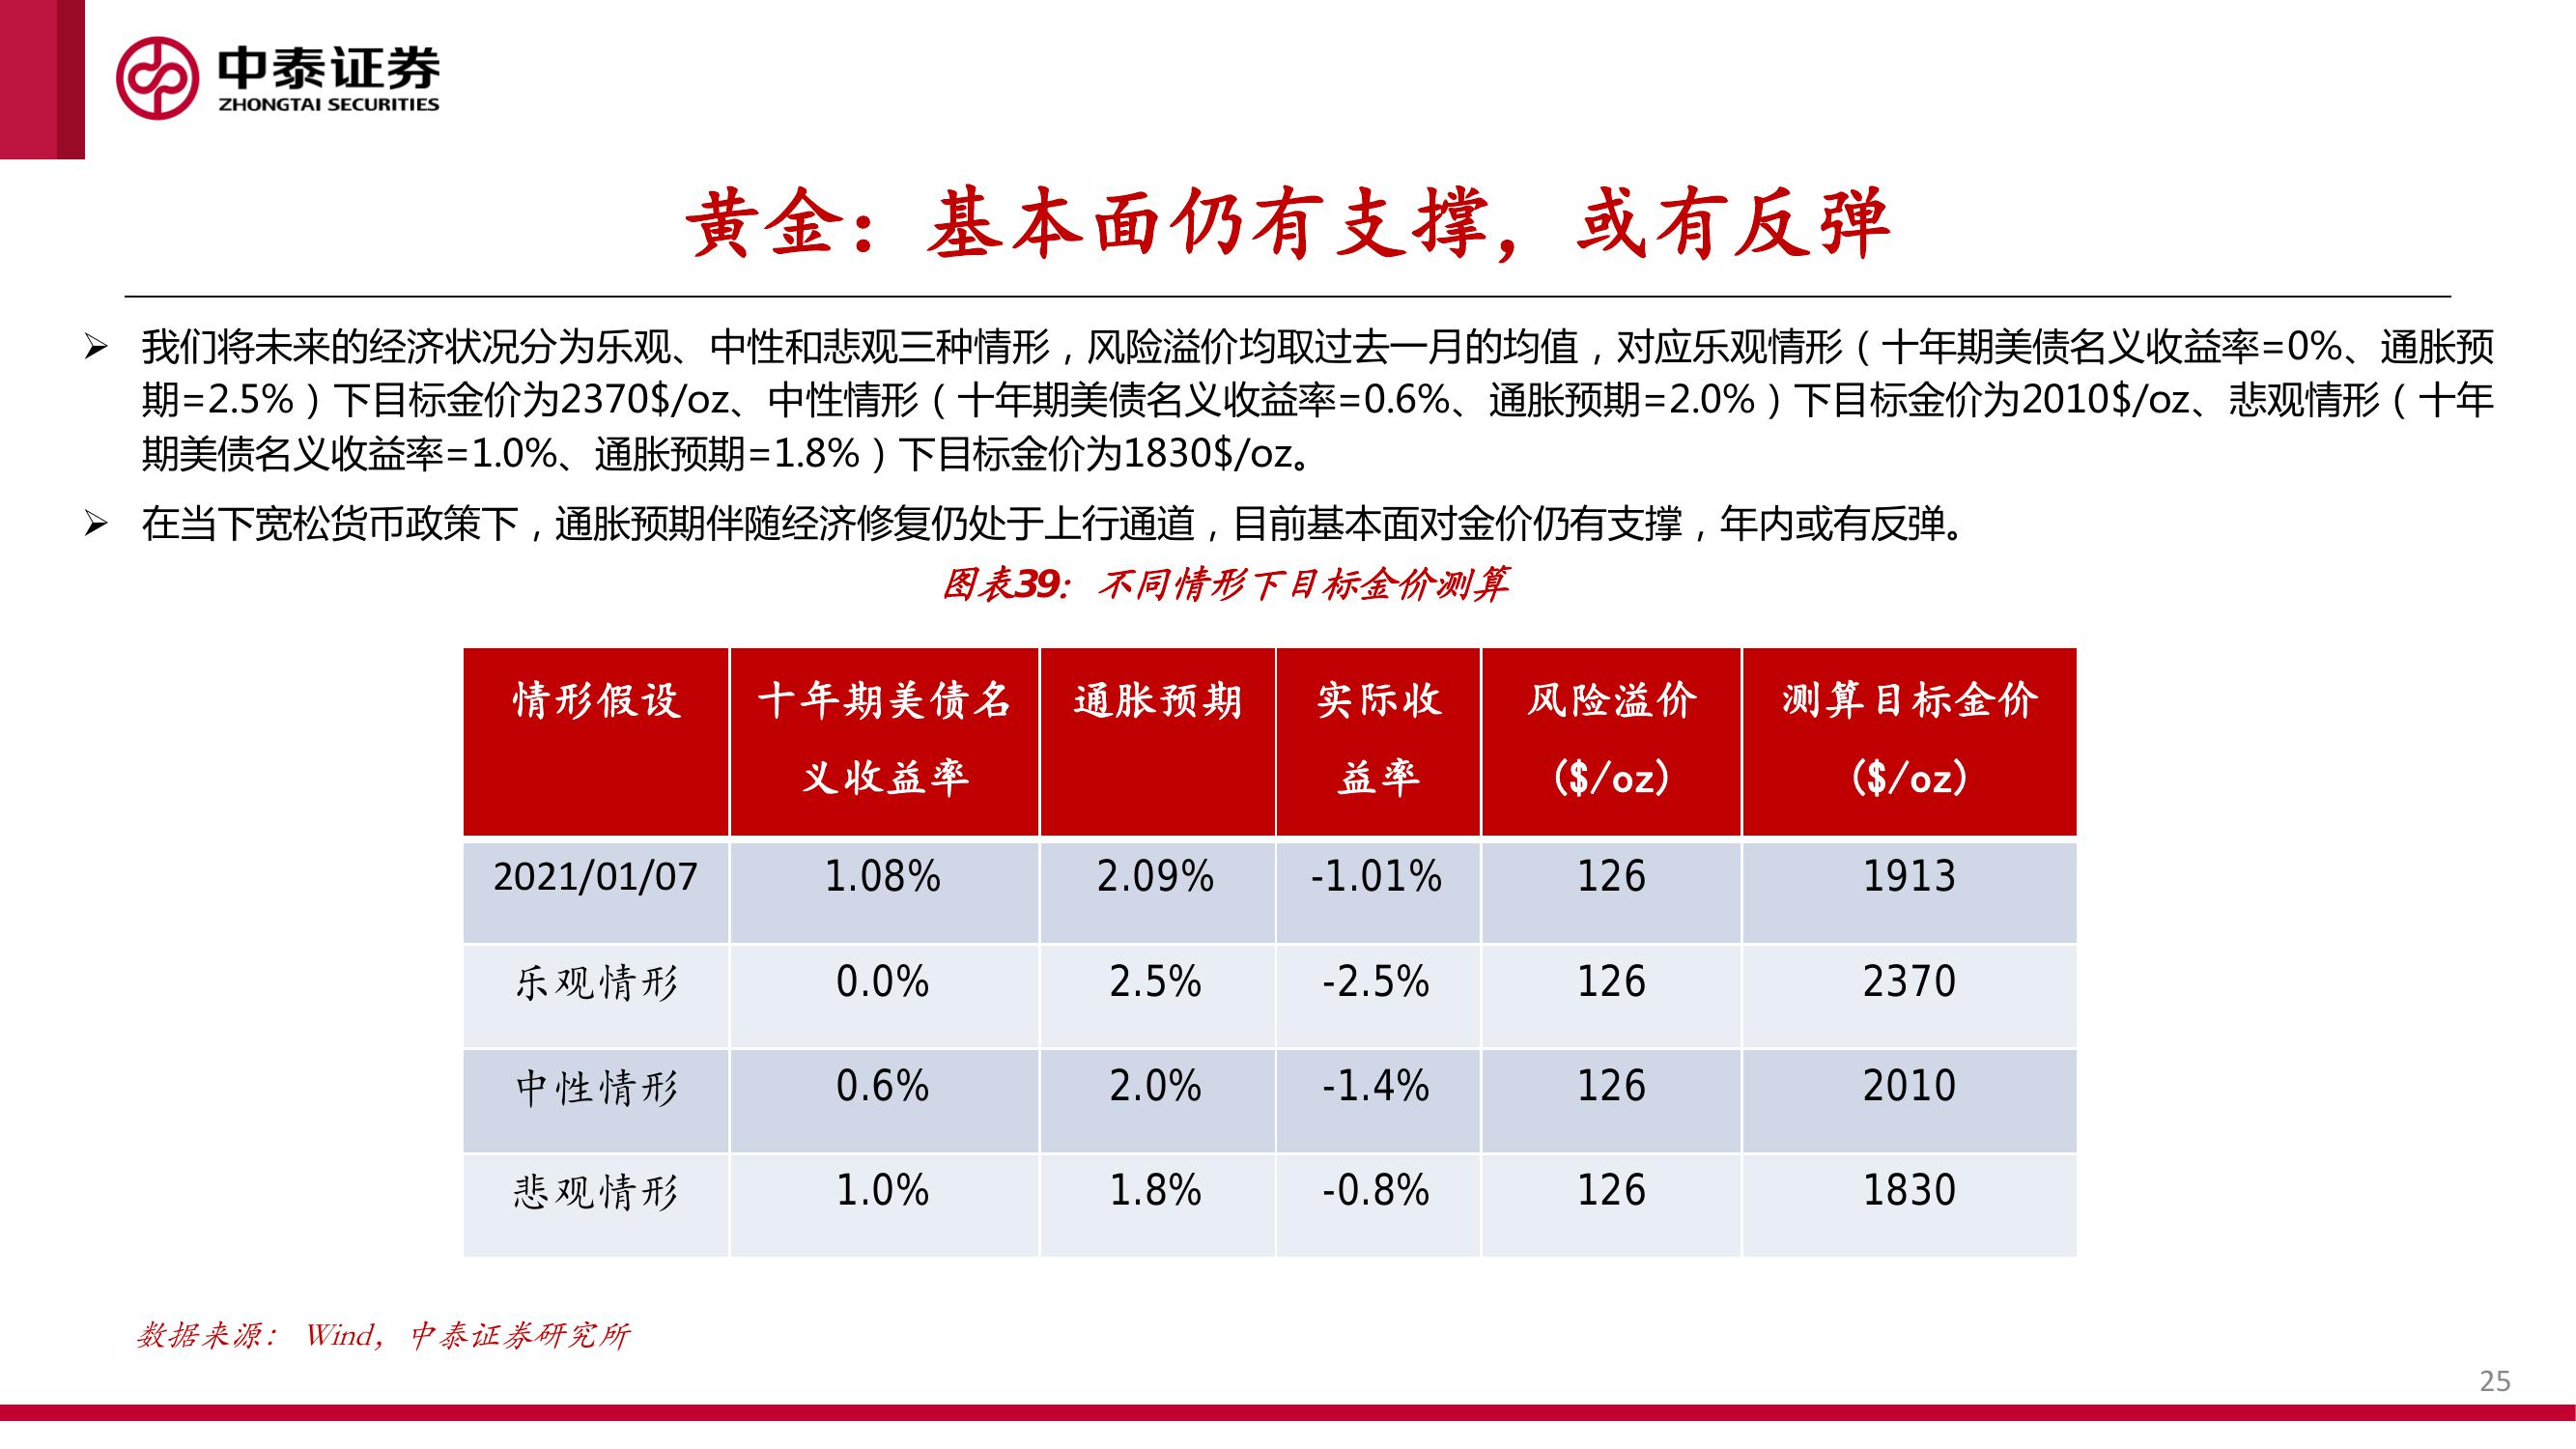 中泰证券
ZHONGTAI SECURITIES
黄金：基本面仍有支撑，或有反弹
➢ 我们将未来的经济状况分为乐观、中性和悲观三种情形，风险溢价均取过去一月的均值，对应乐观情形（十年期美债名义收益率=0%、通胀预
期=2.5%）下目标金价为2370$/oz、中性情形（十年期美债名义收益率=0.6%、通胀预期=2.0%）下目标金价为2010$/oz、悲观情形（十年
期美债名义收益率=1.0%、通胀预期=1.8%）下目标金价为1830$/oz。
➢ 在当下宽松货币政策下，通胀预期伴随经济修复仍处于上行通道，目前基本面对金价仍有支撑，年内或有反弹。
图表39：不同情形下目标金价测算
情形假设 十年期美债名 通胀预期 实际收 风险溢价 测算目标金价
义收益率 益率 ($/oz) ($/oz)
2021/01/07 1.08% 2.09% -1.01% 126 1913
乐观情形 0.0% 2.5% -2.5% 126 2370
中性情形 0.6% 2.0% -1.4% 126 2010
悲观情形 1.0% 1.8% -0.8% 126 1830
数据来源： Wind，中泰证券研究所
25